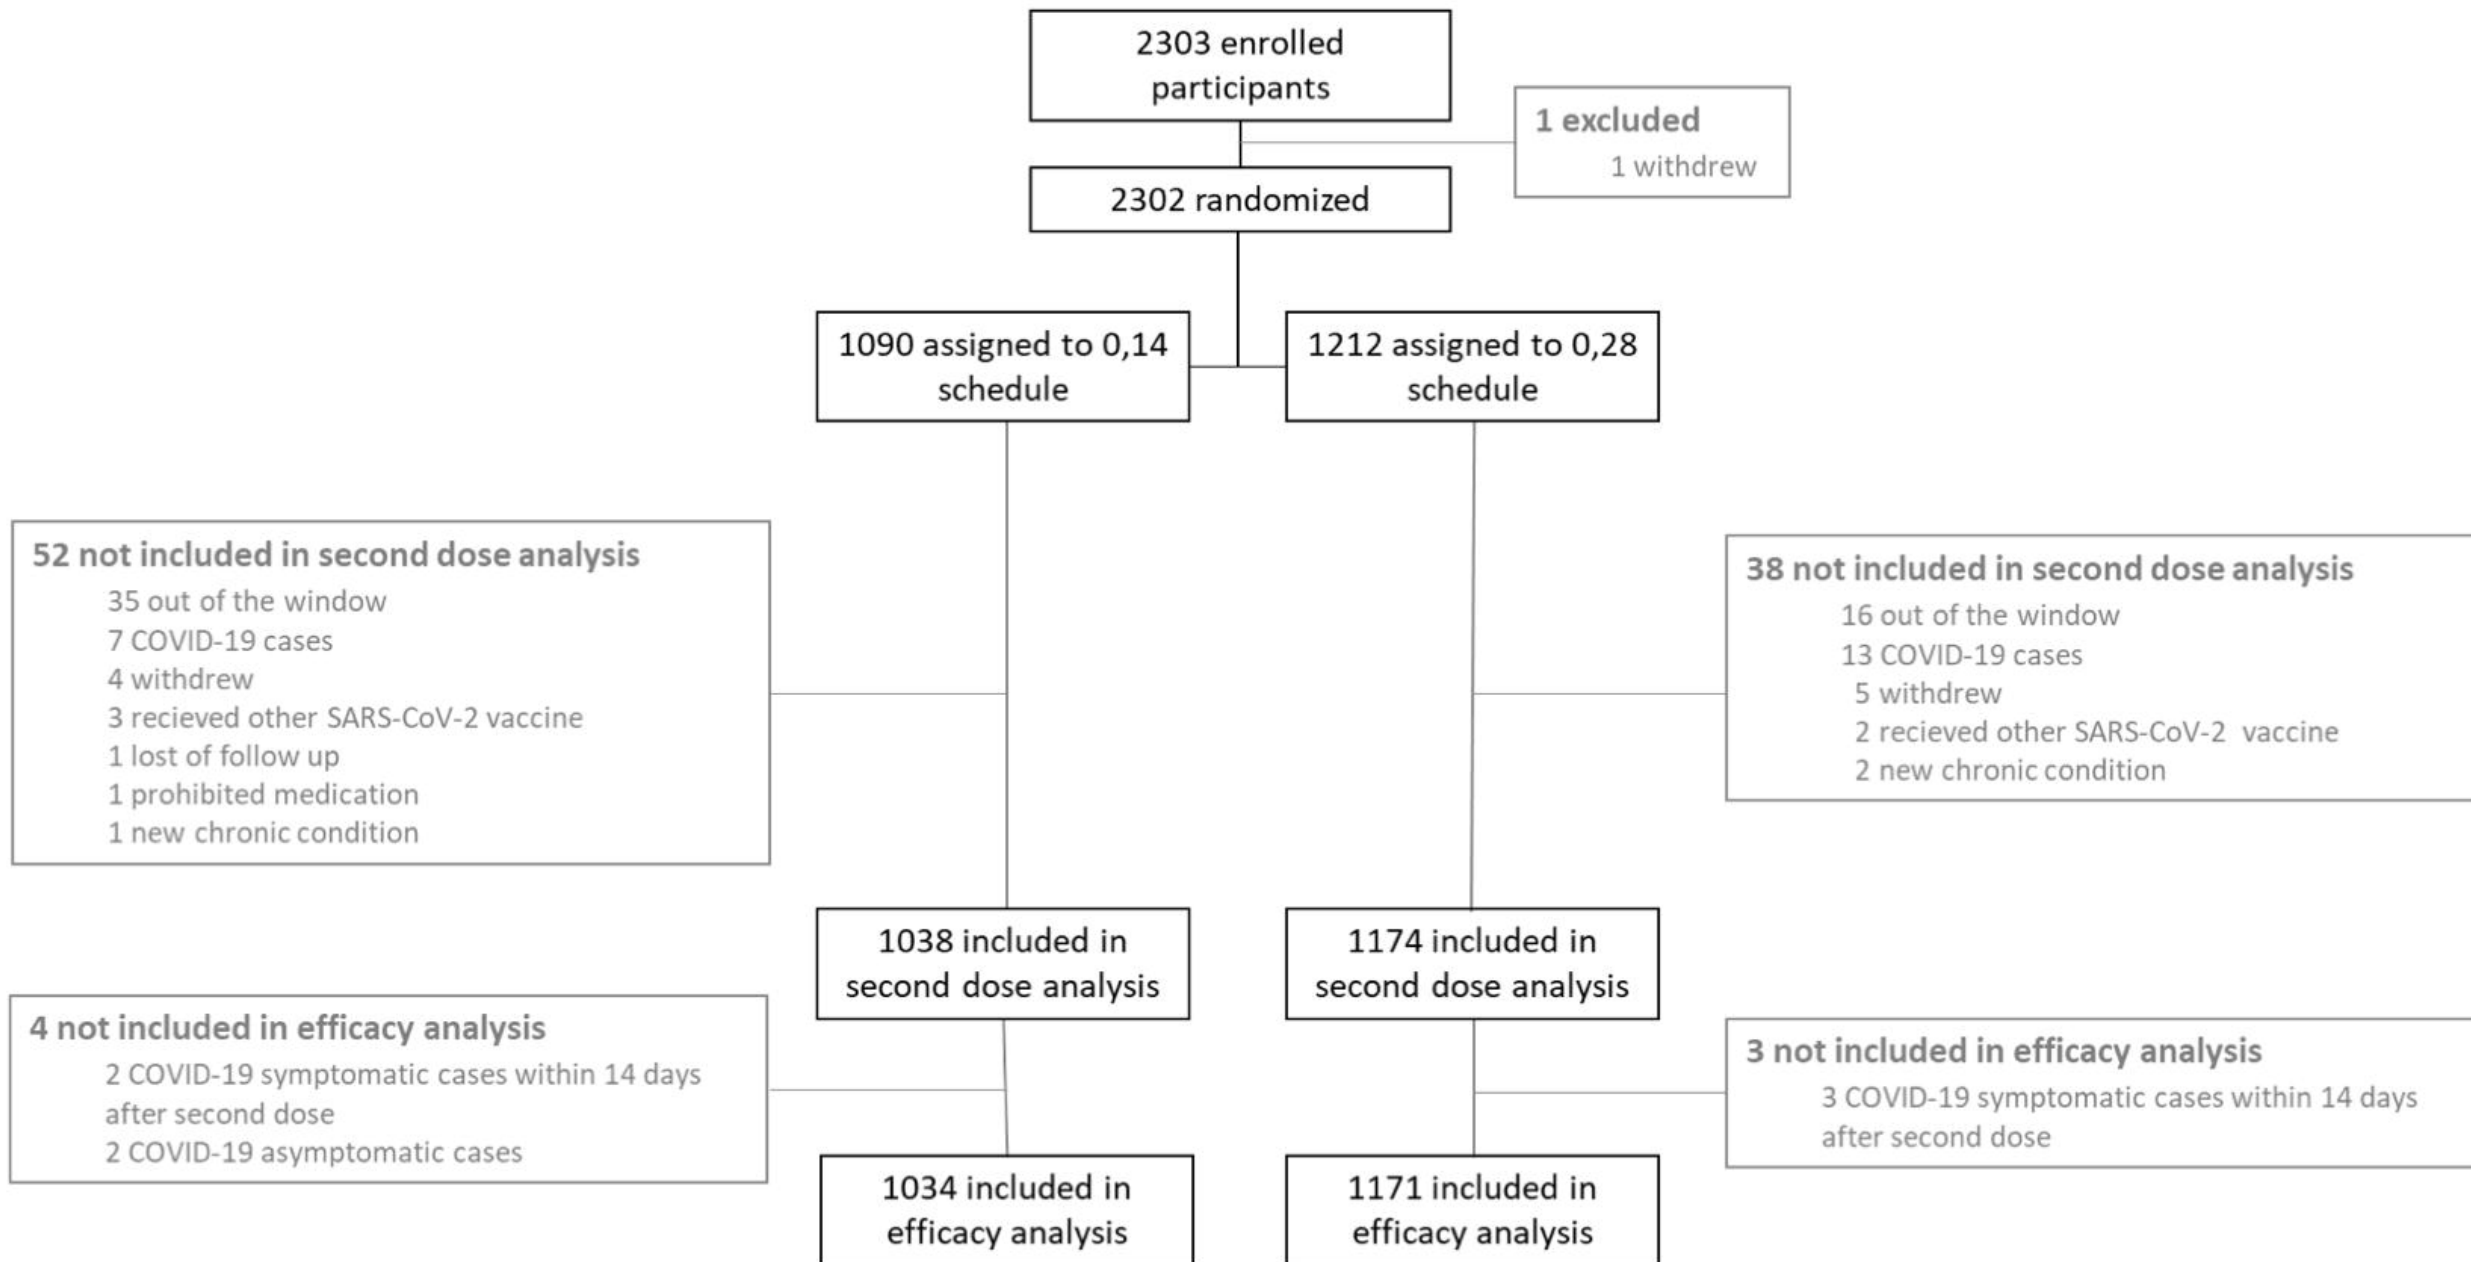 2303 enrolled
participants
1 excluded
1 withdrew
2302 randomized
1090 assigned to 0,14
schedule
1212 assigned to 0,28
schedule
52 not included in second dose analysis
35 out of the window
7 COVID-19 cases
4 withdrew
3 recieved other SARS-CoV-2 vaccine
1 lost of follow up
1 prohibited medication
1 new chronic condition
38 not included in second dose analysis
16 out of the window
13 COVID-19 cases
5 withdrew
2 recieved other SARS-CoV-2 vaccine
2 new chronic condition
1038 included in
second dose analysis
1174 included in
second dose analysis
4 not included in efficacy analysis
2 COVID-19 symptomatic cases within 14 days
after second dose
2 COVID-19 asymptomatic cases
3 not included in efficacy analysis
3 COVID-19 symptomatic cases within 14 days
after second dose
1034 included in
efficacy analysis
1171 included in
efficacy analysis